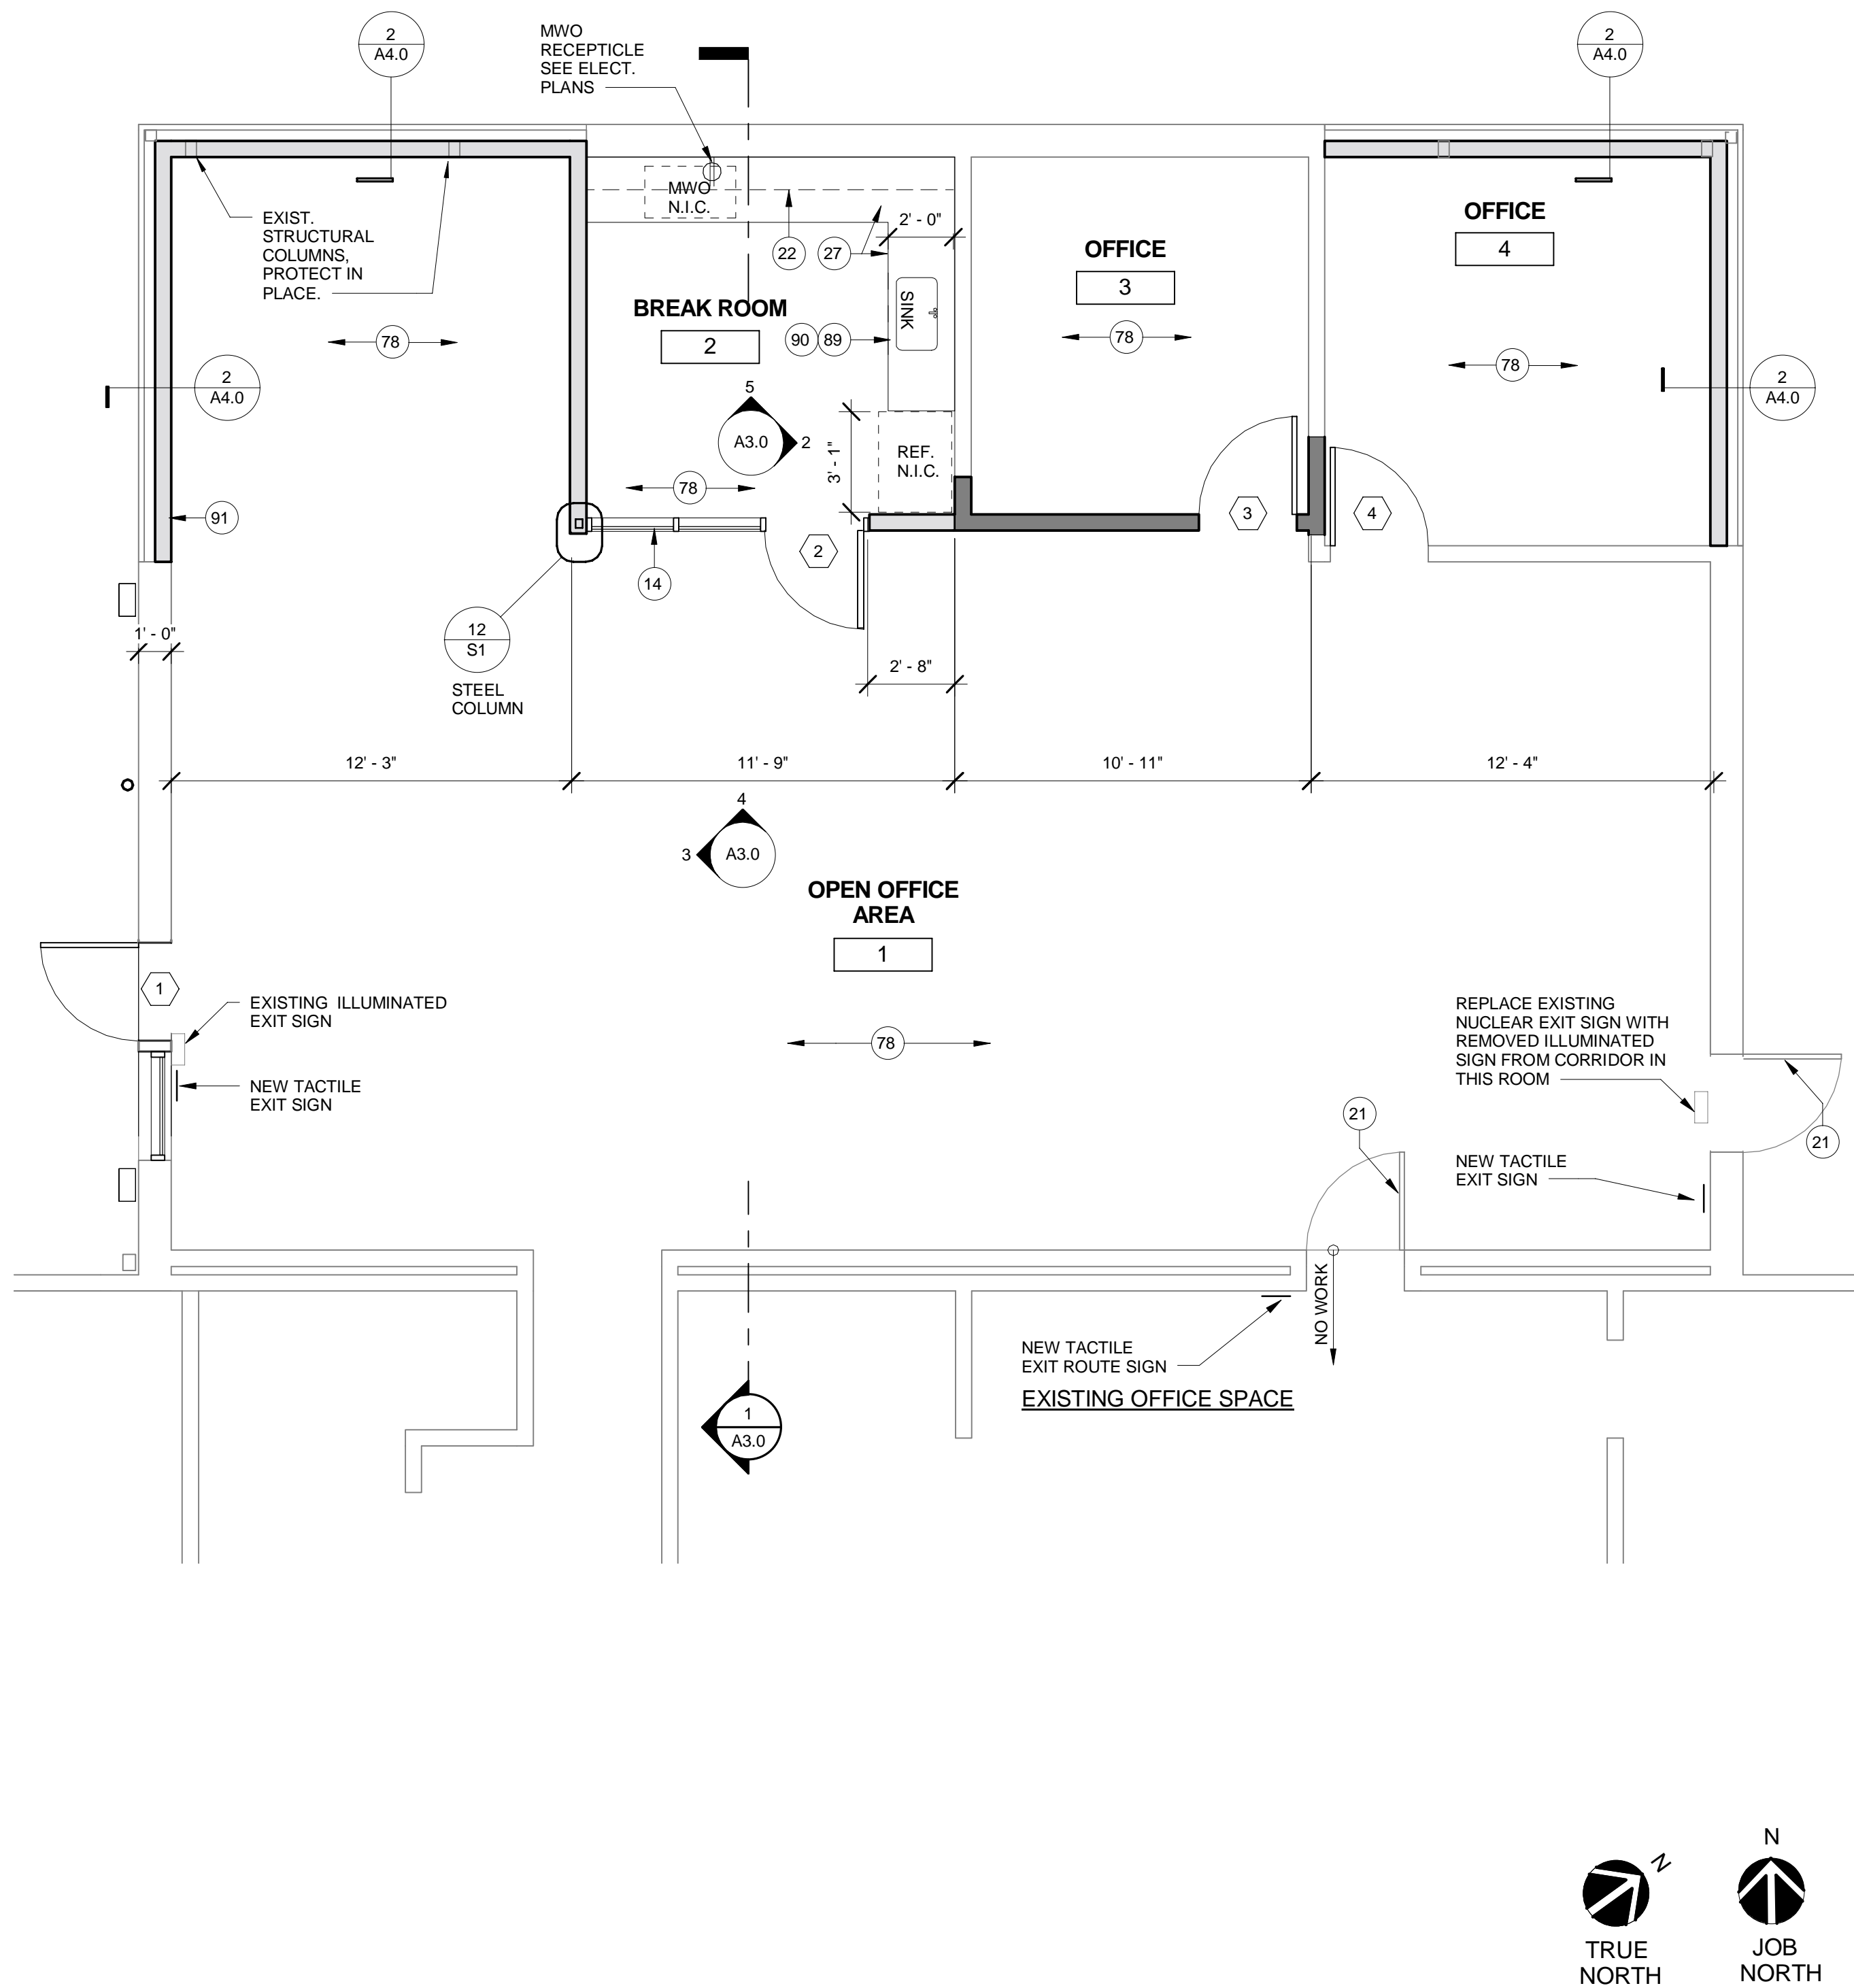 2
A4.0
MWO
RECEPTICLE
SEE ELECT.
PLANS
2
A4.0
EXIST.
STRUCTURAL
COLUMNS,
PROTECT IN
PLACE.
MWO
N.I.C.
22
27
2' - 0"
SINK
BREAK ROOM
2
90
89
OFFICE
3
78
OFFICE
4
78
78
2
A4.0
2
A4.0
5
A3.0
2
3' - 1"
REF.
N.I.C.
78
91
14
2
3
4
12
S1
STEEL
COLUMN
1' - 0"
2' - 8"
12' - 3"
11' - 9"
10' - 11"
12' - 4"
4
3
A3.0
OPEN OFFICE
AREA
1
78
1
EXISTING ILLUMINATED
EXIT SIGN
NEW TACTILE
EXIT SIGN
REPLACE EXISTING
NUCLEAR EXIT SIGN WITH
REMOVED ILLUMINATED
SIGN FROM CORRIDOR IN
THIS ROOM
21
21
NEW TACTILE
EXIT SIGN
NO WORK
NEW TACTILE
EXIT ROUTE SIGN
EXISTING OFFICE SPACE
1
A3.0
N
TRUE
NORTH
N
JOB
NORTH